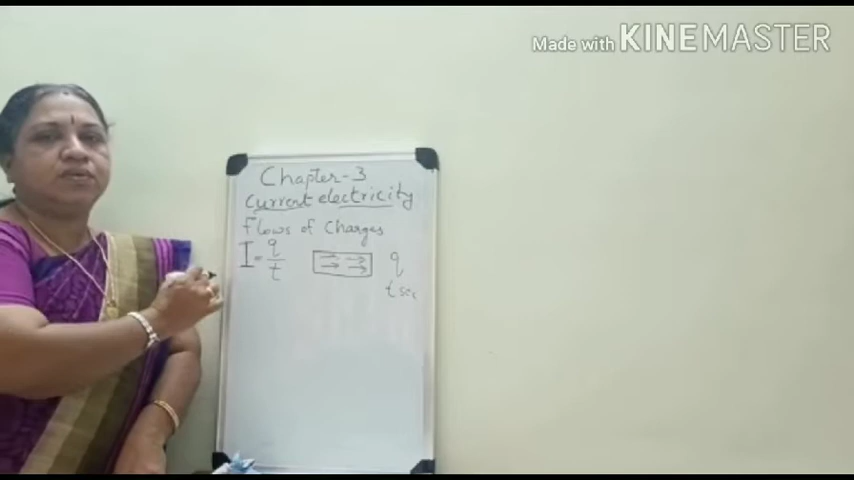 Made with KINEMASTER
Chapter-3
Current electricity
Flows of Charges
I = q/t
q
t sec